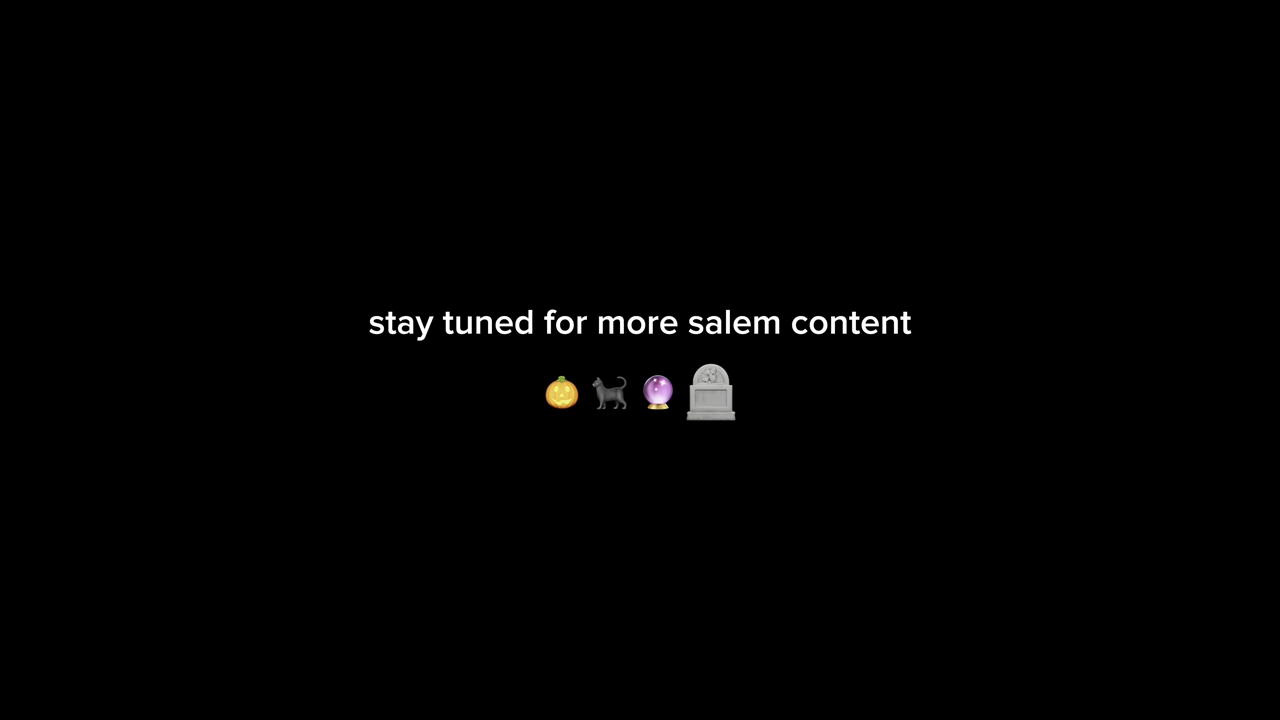 stay tuned for more salem content
🎃 🐈‍⬛ 🔮 🪦